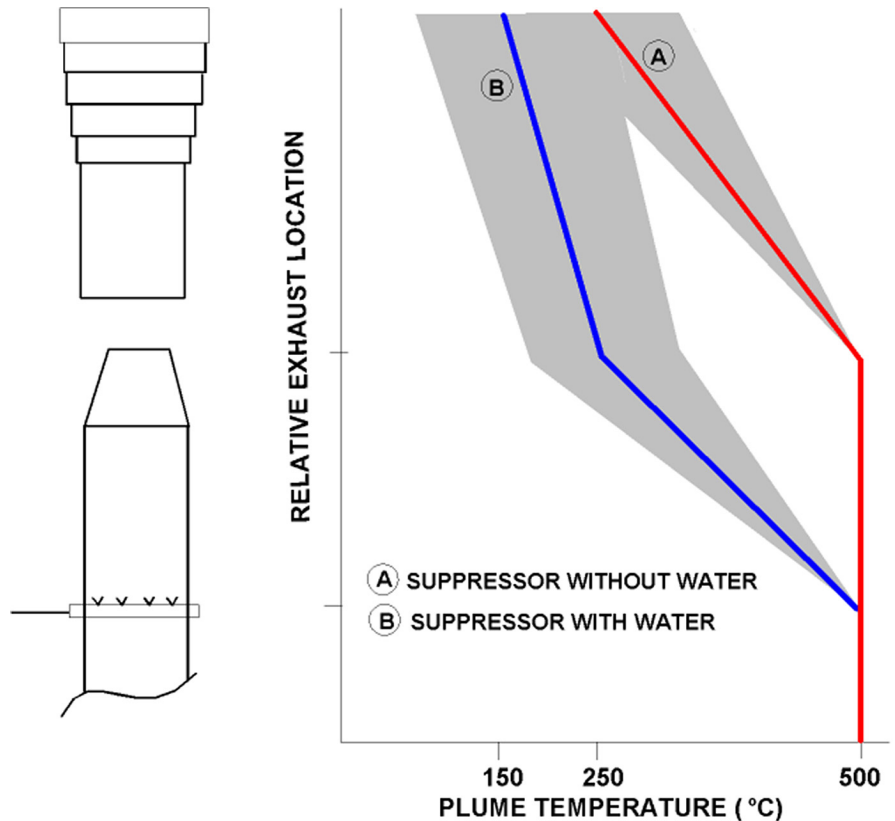 A
B
RELATIVE EXHAUST LOCATION
A SUPPRESSOR WITHOUT WATER
B SUPPRESSOR WITH WATER
150 250 500
PLUME TEMPERATURE ( °C)